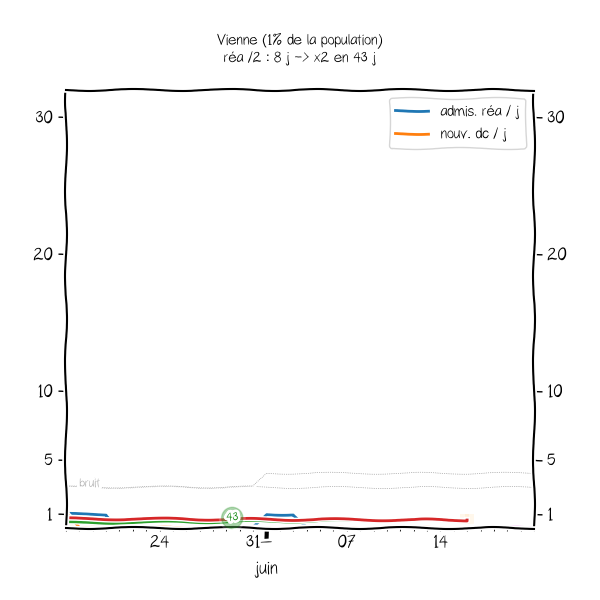 Vienne (1% de la population)
réa /2 : 8 j -> x2 en 43 j
admis. réa / j
nouv. dc / j
30 30
20 20
10 10
5 5
bruit
43
1 1
24 31 07 14
juin